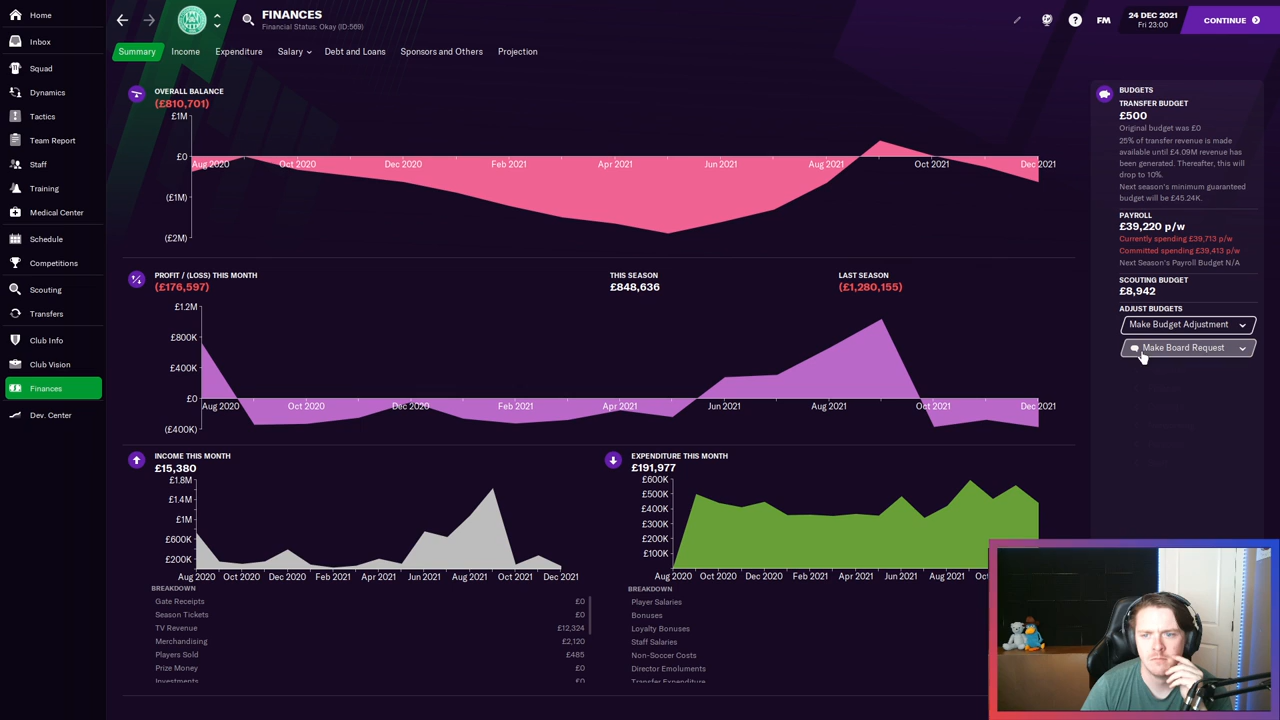 Home
Inbox
Squad
Dynamics
Tactics
Team Report
Staff
Training
Medical Center
Schedule
Competitions
Scouting
Transfers
Club Info
Club Vision
Finances
Dev. Center
FINANCES
Financial Status: Okay (ID:569)
FM
24 DEC 2021
Fri 23:00
CONTINUE
Summary
Income
Expenditure
Salary
Debt and Loans
Sponsors and Others
Projection
OVERALL BALANCE
(£810,701)
£1M
£0
(£1M)
(£2M)
Aug 2020
Oct 2020
Dec 2020
Feb 2021
Apr 2021
Jun 2021
Aug 2021
Oct 2021
Dec 2021
PROFIT / (LOSS) THIS MONTH
(£176,597)
THIS SEASON
£848,636
LAST SEASON
(£1,280,155)
£1.2M
£800K
£400K
£0
(£400K)
Aug 2020
Oct 2020
Dec 2020
Feb 2021
Apr 2021
Jun 2021
Aug 2021
Oct 2021
Dec 2021
INCOME THIS MONTH
£15,380
£1.8M
£1.4M
£1M
£600K
£200K
Aug 2020
Oct 2020
Dec 2020
Feb 2021
Apr 2021
Jun 2021
Aug 2021
Oct 2021
Dec 2021
BREAKDOWN
Gate Receipts £0
Season Tickets £0
TV Revenue £12,324
Merchandising £2,120
Players Sold £485
Prize Money £0
Investments £0
EXPENDITURE THIS MONTH
£191,977
£600K
£500K
£400K
£300K
£200K
£100K
Aug 2020
Oct 2020
Dec 2020
Feb 2021
Apr 2021
Jun 2021
Aug 2021
Oct
BREAKDOWN
Player Salaries
Bonuses
Loyalty Bonuses
Staff Salaries
Non-Soccer Costs
Director Emoluments
Transfer Expenditure
BUDGETS
TRANSFER BUDGET
£500
Original budget was £0
25% of transfer revenue is made
available until £4.09M revenue has
been generated. Thereafter, this will
drop to 10%.
Next season's minimum guaranteed
budget will be £45.24K.
PAYROLL
£39,220 p/w
Currently spending £39,713 p/w
Committed spending £39,413 p/w
Next Season's Payroll Budget N/A
SCOUTING BUDGET
£8,942
ADJUST BUDGETS
Make Budget Adjustment
Make Board Request